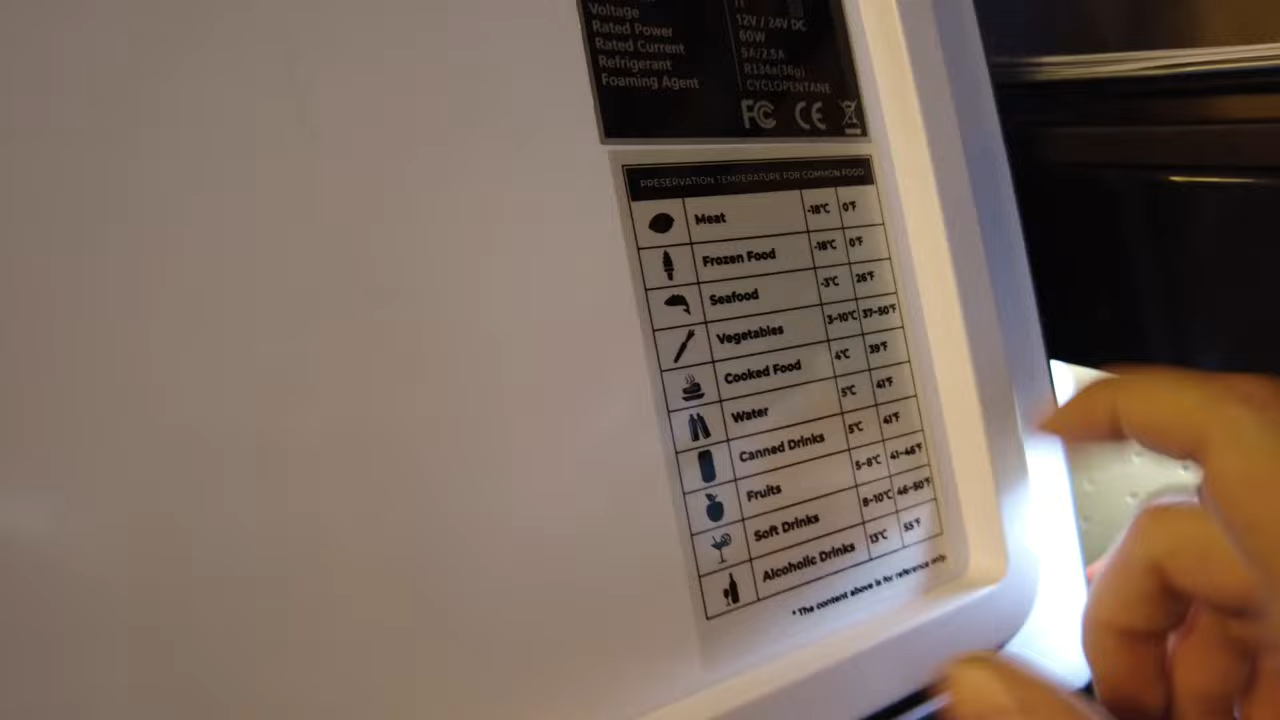 Voltage 12V / 24V DC
Rated Power 60W
Rated Current 5A/2.5A
Refrigerant R134a(36g)
Foaming Agent CYCLOPENTANE
FC CE
PRESERVATION TEMPERATURE FOR COMMON FOOD
Meat -18℃ 0℉
Frozen Food -18℃ 0℉
Seafood -3℃ 26℉
Vegetables 3-10℃ 37-50℉
Cooked Food 4℃ 39℉
Water 5℃ 41℉
Canned Drinks 5℃ 41℉
Fruits 5-8℃ 41-46℉
Soft Drinks 8-10℃ 46-50℉
Alcoholic Drinks 13℃ 55℉
* The content above is for reference only.